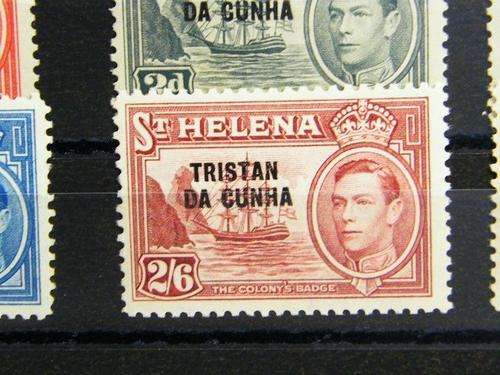 DA CUNHA
2d
ST HELENA
TRISTAN
DA CUNHA
2/6
THE COLONY'S BADGE